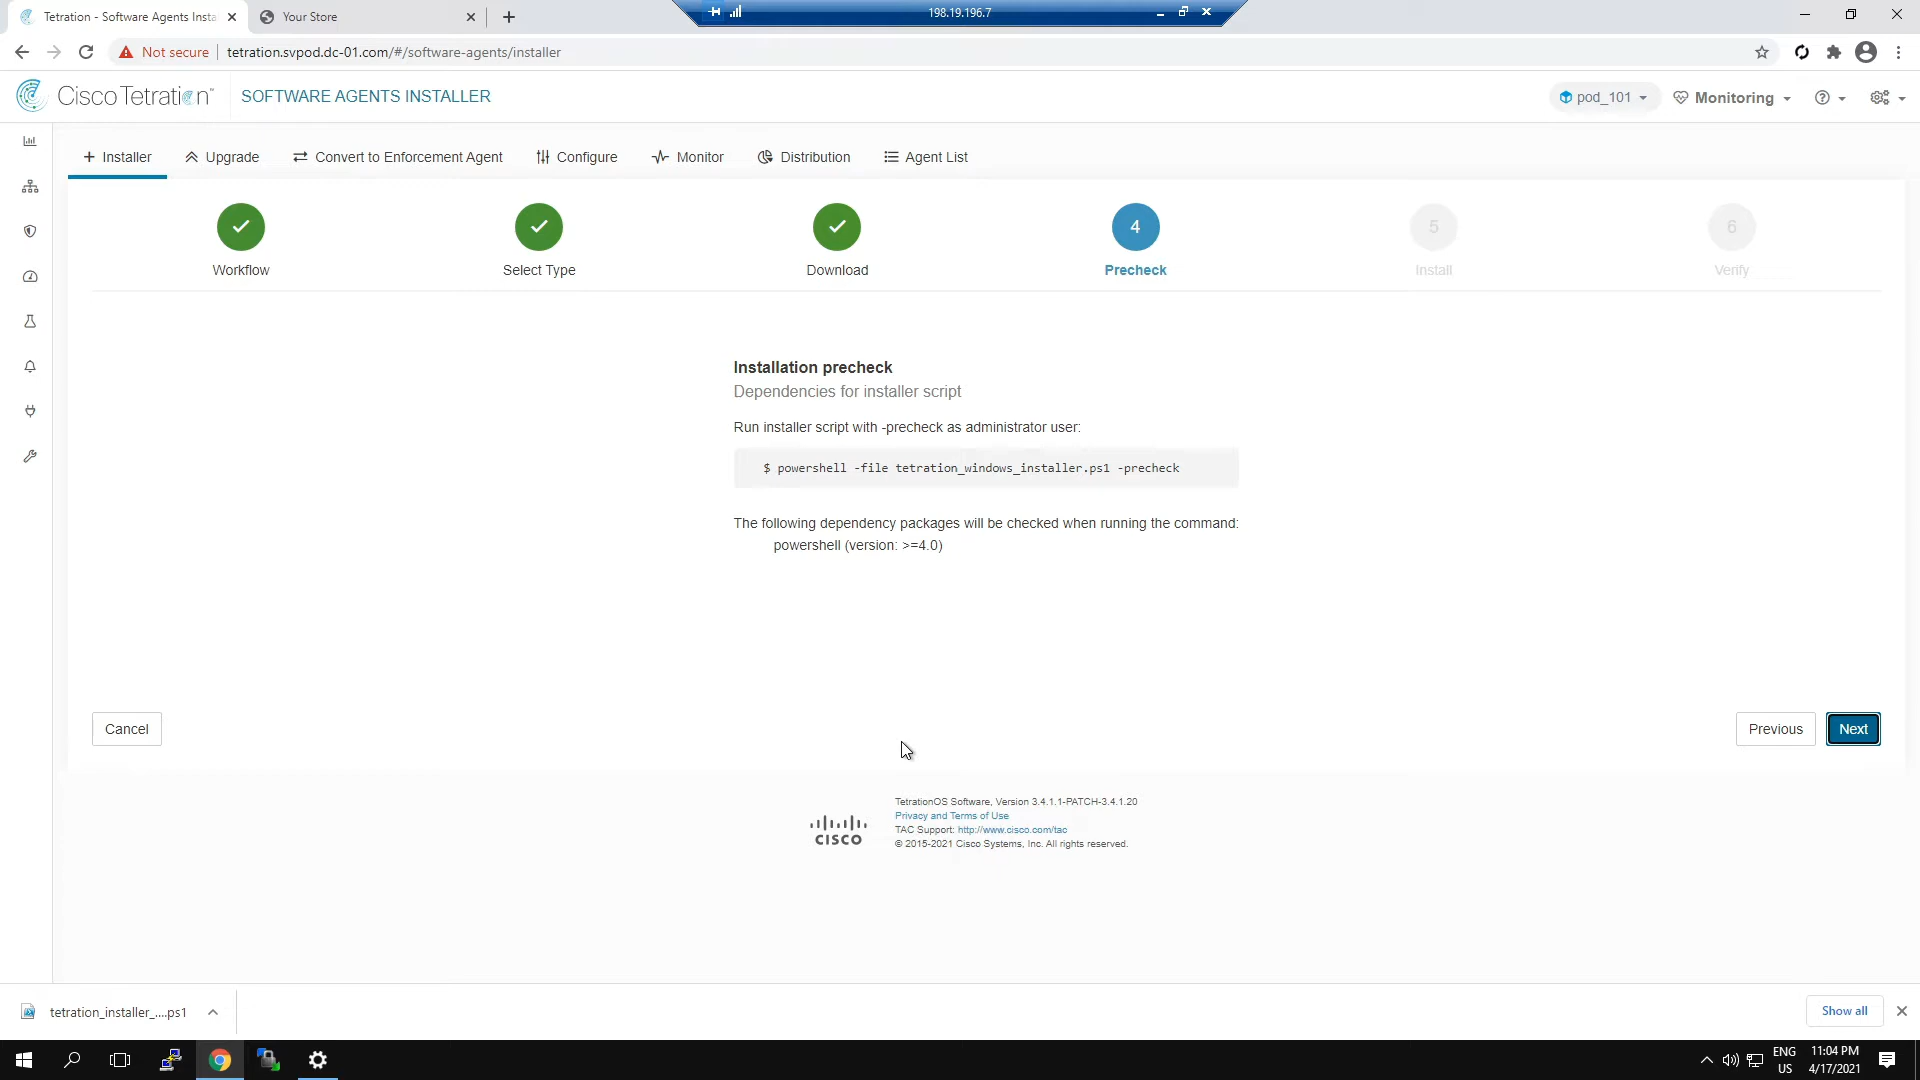 Tetration - Software Agents Insta
Your Store
198.19.196.7
Not secure
tetration.svpod.dc-01.com/#/software-agents/installer
Cisco Tetration™
SOFTWARE AGENTS INSTALLER
pod_101
Monitoring
Installer
Upgrade
Convert to Enforcement Agent
Configure
Monitor
Distribution
Agent List
4
5
6
Workflow
Select Type
Download
Precheck
Install
Verify
Installation precheck
Dependencies for installer script
Run installer script with -precheck as administrator user:
$ powershell -file tetration_windows_installer.ps1 -precheck
The following dependency packages will be checked when running the command:
powershell (version: >=4.0)
Cancel
Previous
Next
TetrationOS Software, Version 3.4.1.1-PATCH-3.4.1.20
Privacy and Terms of Use
TAC Support: http://www.cisco.com/tac
© 2015-2021 Cisco Systems, Inc. All rights reserved.
CISCO
tetration_installer_....ps1
Show all
ENG
US
11:04 PM
4/17/2021